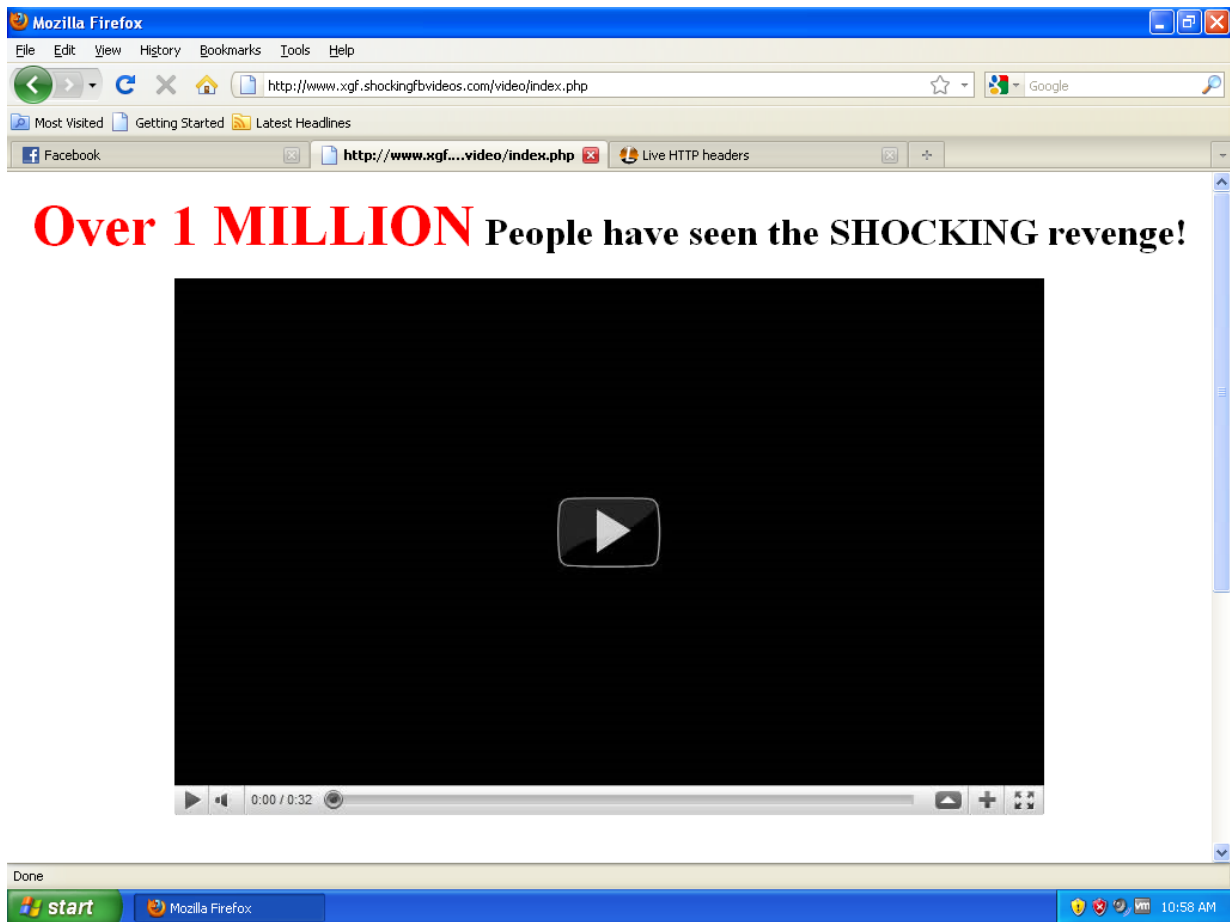 Mozilla Firefox
File Edit View History Bookmarks Tools Help
http://www.xgf.shockingfbvideos.com/video/index.php
Google
Most Visited Getting Started Latest Headlines
Facebook http://www.xgf....video/index.php Live HTTP headers
Over 1 MILLION People have seen the SHOCKING revenge!
0:00 / 0:32
Done
start Mozilla Firefox 10:58 AM